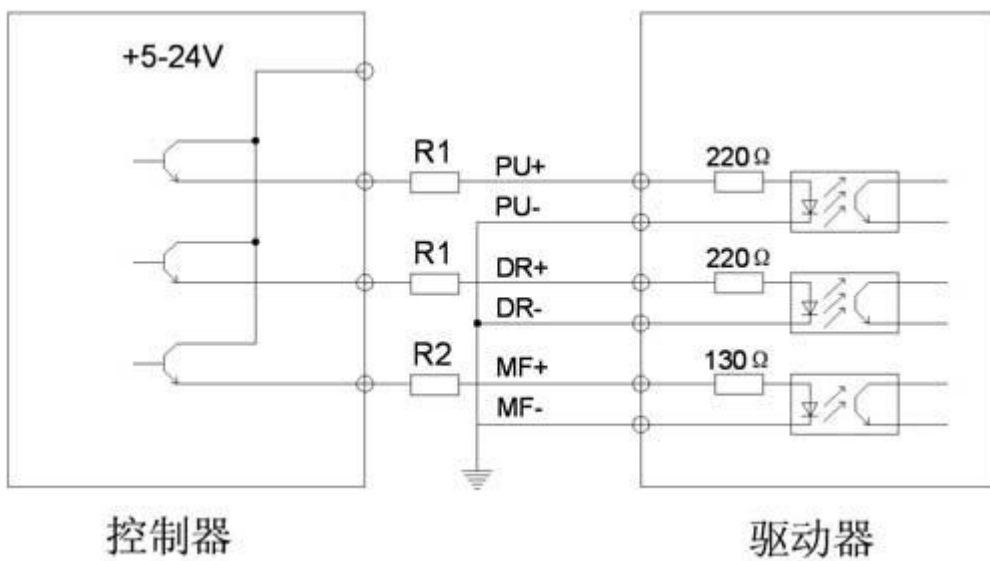 +5-24V
R1
PU+
220Ω
PU-
R1
DR+
220Ω
DR-
R2
MF+
130Ω
MF-
控制器
驱动器